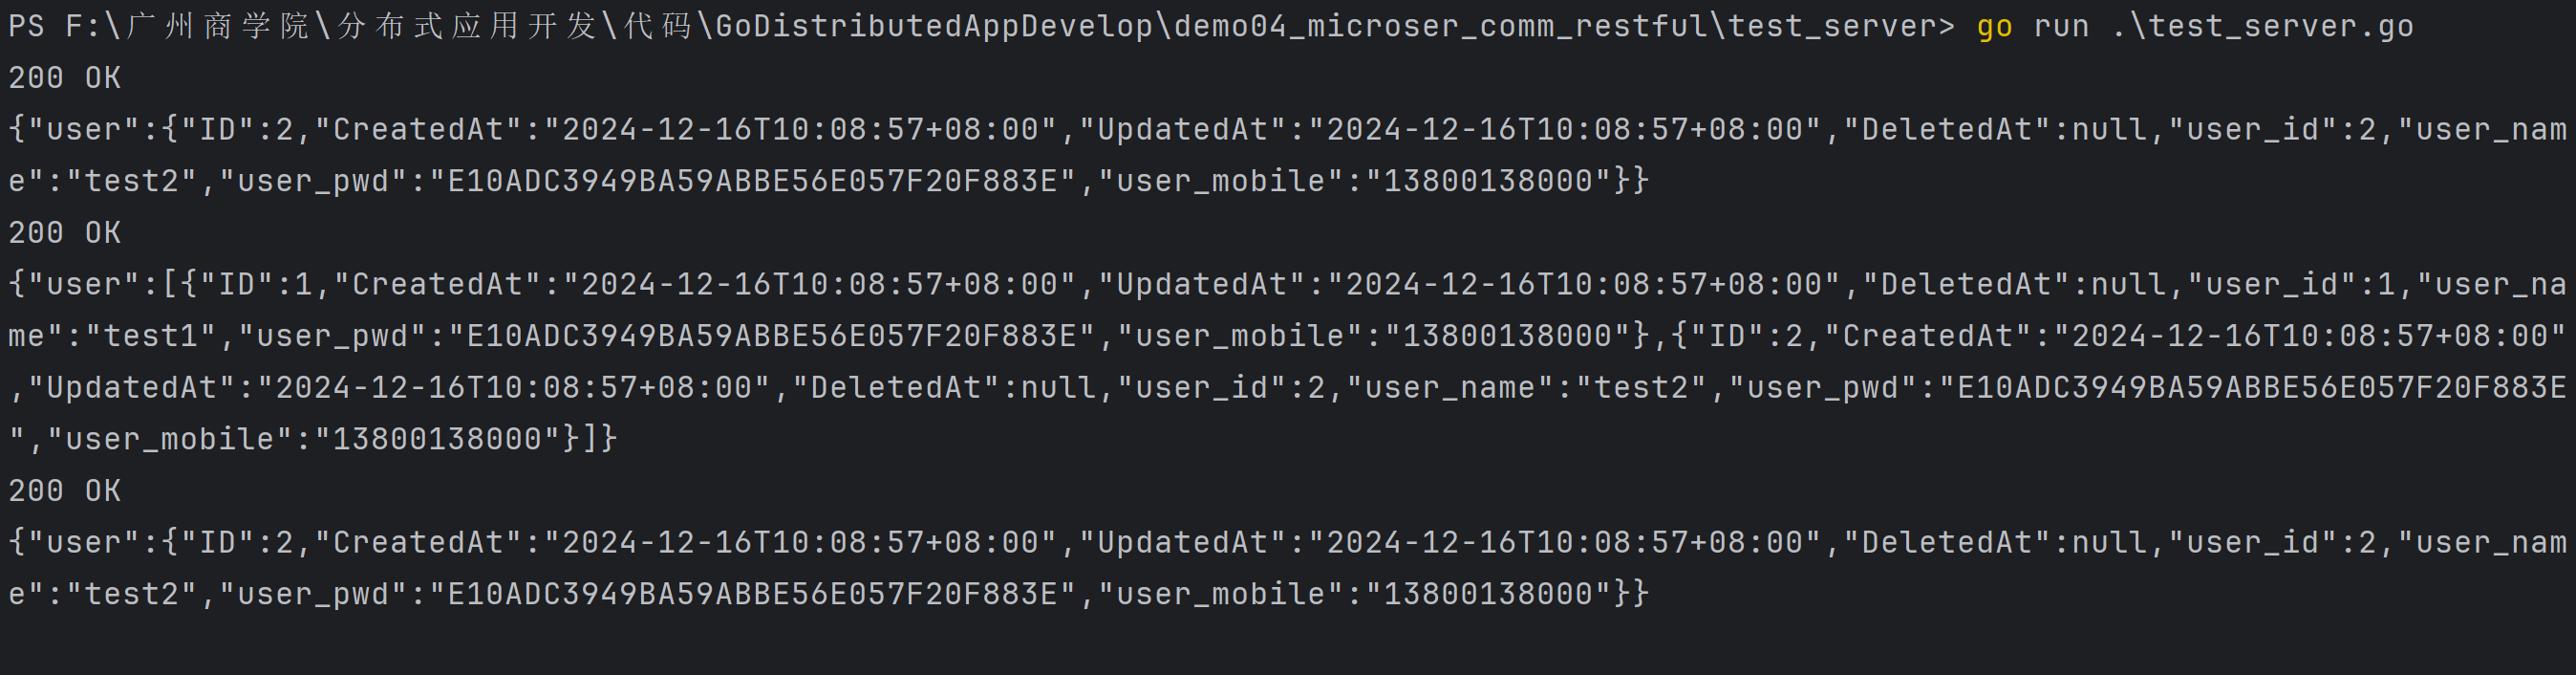 PS F:\广州商学院\分布式应用开发\代码\GoDistributedAppDevelop\demo04_microser_comm_restful\test_server> go run .\test_server.go
200 OK
{"user":{"ID":2,"CreatedAt":"2024-12-16T10:08:57+08:00","UpdatedAt":"2024-12-16T10:08:57+08:00","DeletedAt":null,"user_id":2,"user_nam
e":"test2","user_pwd":"E10ADC3949BA59ABBE56E057F20F883E","user_mobile":"13800138000"}}
200 OK
{"user":[{"ID":1,"CreatedAt":"2024-12-16T10:08:57+08:00","UpdatedAt":"2024-12-16T10:08:57+08:00","DeletedAt":null,"user_id":1,"user_na
me":"test1","user_pwd":"E10ADC3949BA59ABBE56E057F20F883E","user_mobile":"13800138000"},{"ID":2,"CreatedAt":"2024-12-16T10:08:57+08:00"
,"UpdatedAt":"2024-12-16T10:08:57+08:00","DeletedAt":null,"user_id":2,"user_name":"test2","user_pwd":"E10ADC3949BA59ABBE56E057F20F883E
","user_mobile":"13800138000"}]}
200 OK
{"user":{"ID":2,"CreatedAt":"2024-12-16T10:08:57+08:00","UpdatedAt":"2024-12-16T10:08:57+08:00","DeletedAt":null,"user_id":2,"user_nam
e":"test2","user_pwd":"E10ADC3949BA59ABBE56E057F20F883E","user_mobile":"13800138000"}}